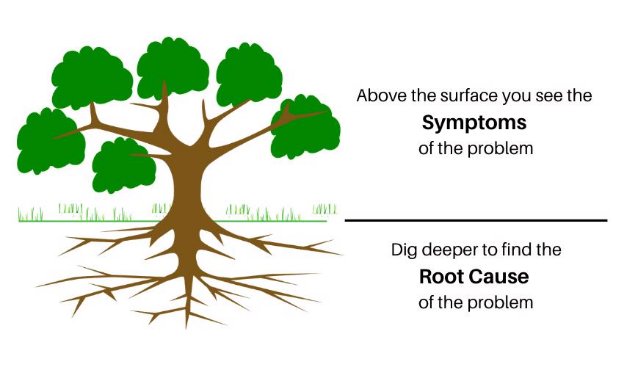 Above the surface you see the
Symptoms
of the problem
Dig deeper to find the
Root Cause
of the problem